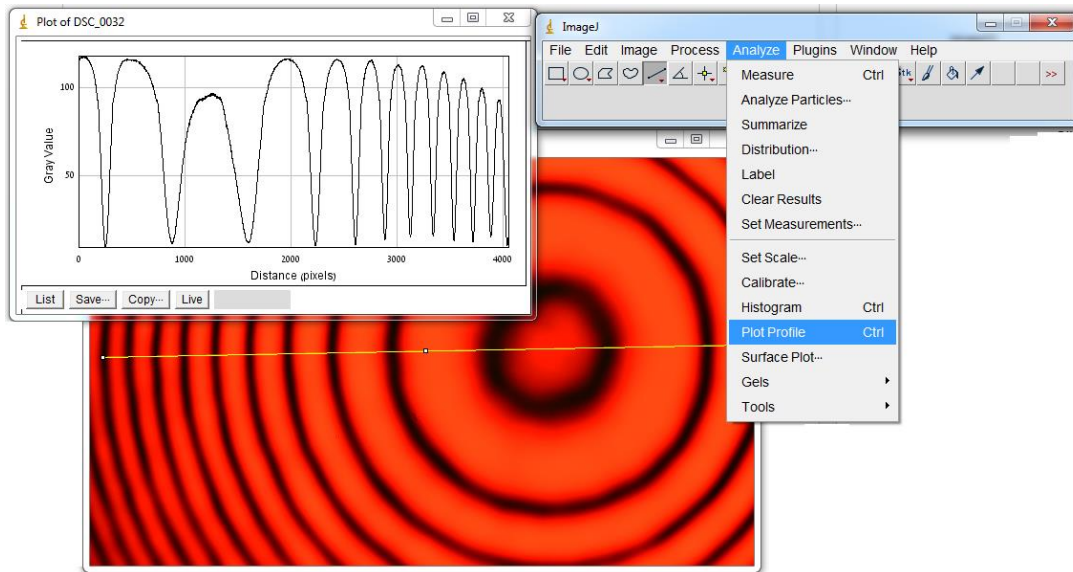 Plot of DSC_0032
100
50
Gray Value
0
1000
2000
3000
4000
Distance (pixels)
List Save··· Copy··· Live
ImageJ
File Edit Image Process Analyze Plugins Window Help
Stk >>
Measure Ctrl
Analyze Particles···
Summarize
Distribution···
Label
Clear Results
Set Measurements···
Set Scale···
Calibrate···
Histogram Ctrl
Plot Profile Ctrl
Surface Plot···
Gels
Tools